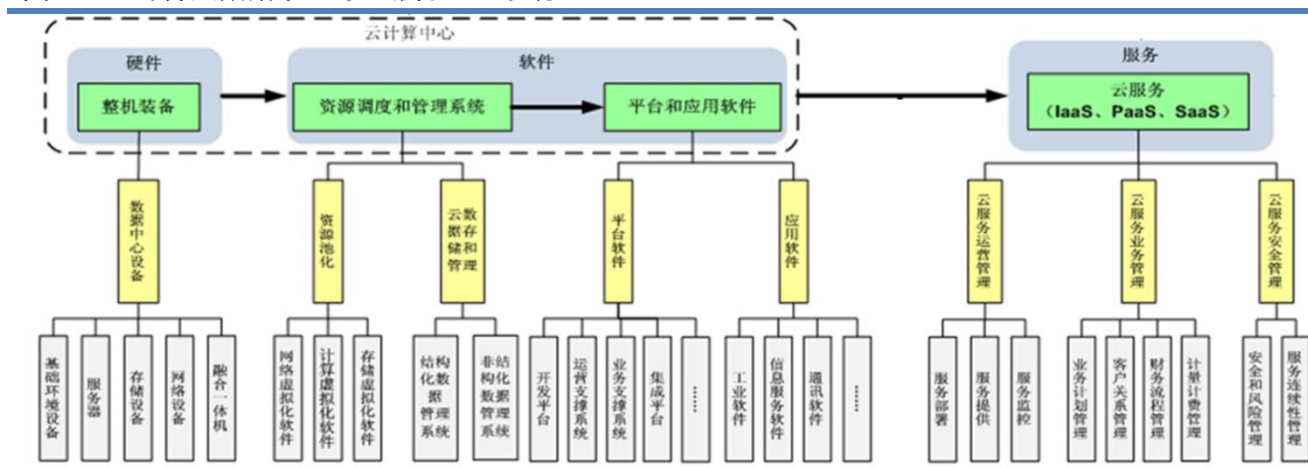 云计算中心
硬件
软件
服务
整机装备
资源调度和管理系统
平台和应用软件
云服务
（IaaS、PaaS、SaaS）
数据中心设备
资源池化
云数据存储和管理
平台软件
应用软件
云服务运营管理
云服务业务管理
云服务安全管理
基础环境设备
服务器
存储设备
网络设备
融合一体机
网络虚拟化软件
计算虚拟化软件
存储虚拟化软件
结构
化数
据
管理
系统
非结
构化
数据
管理
系统
开发平台
运营支撑系统
业务支撑系统
集成平台
......
工业软件
信息服务软件
通讯软件
......
服务部署
服务提供
服务监控
业务计划管理
客户关系管理
财务流程管理
计量计费管理
安全和风险管理
服务连续性管理